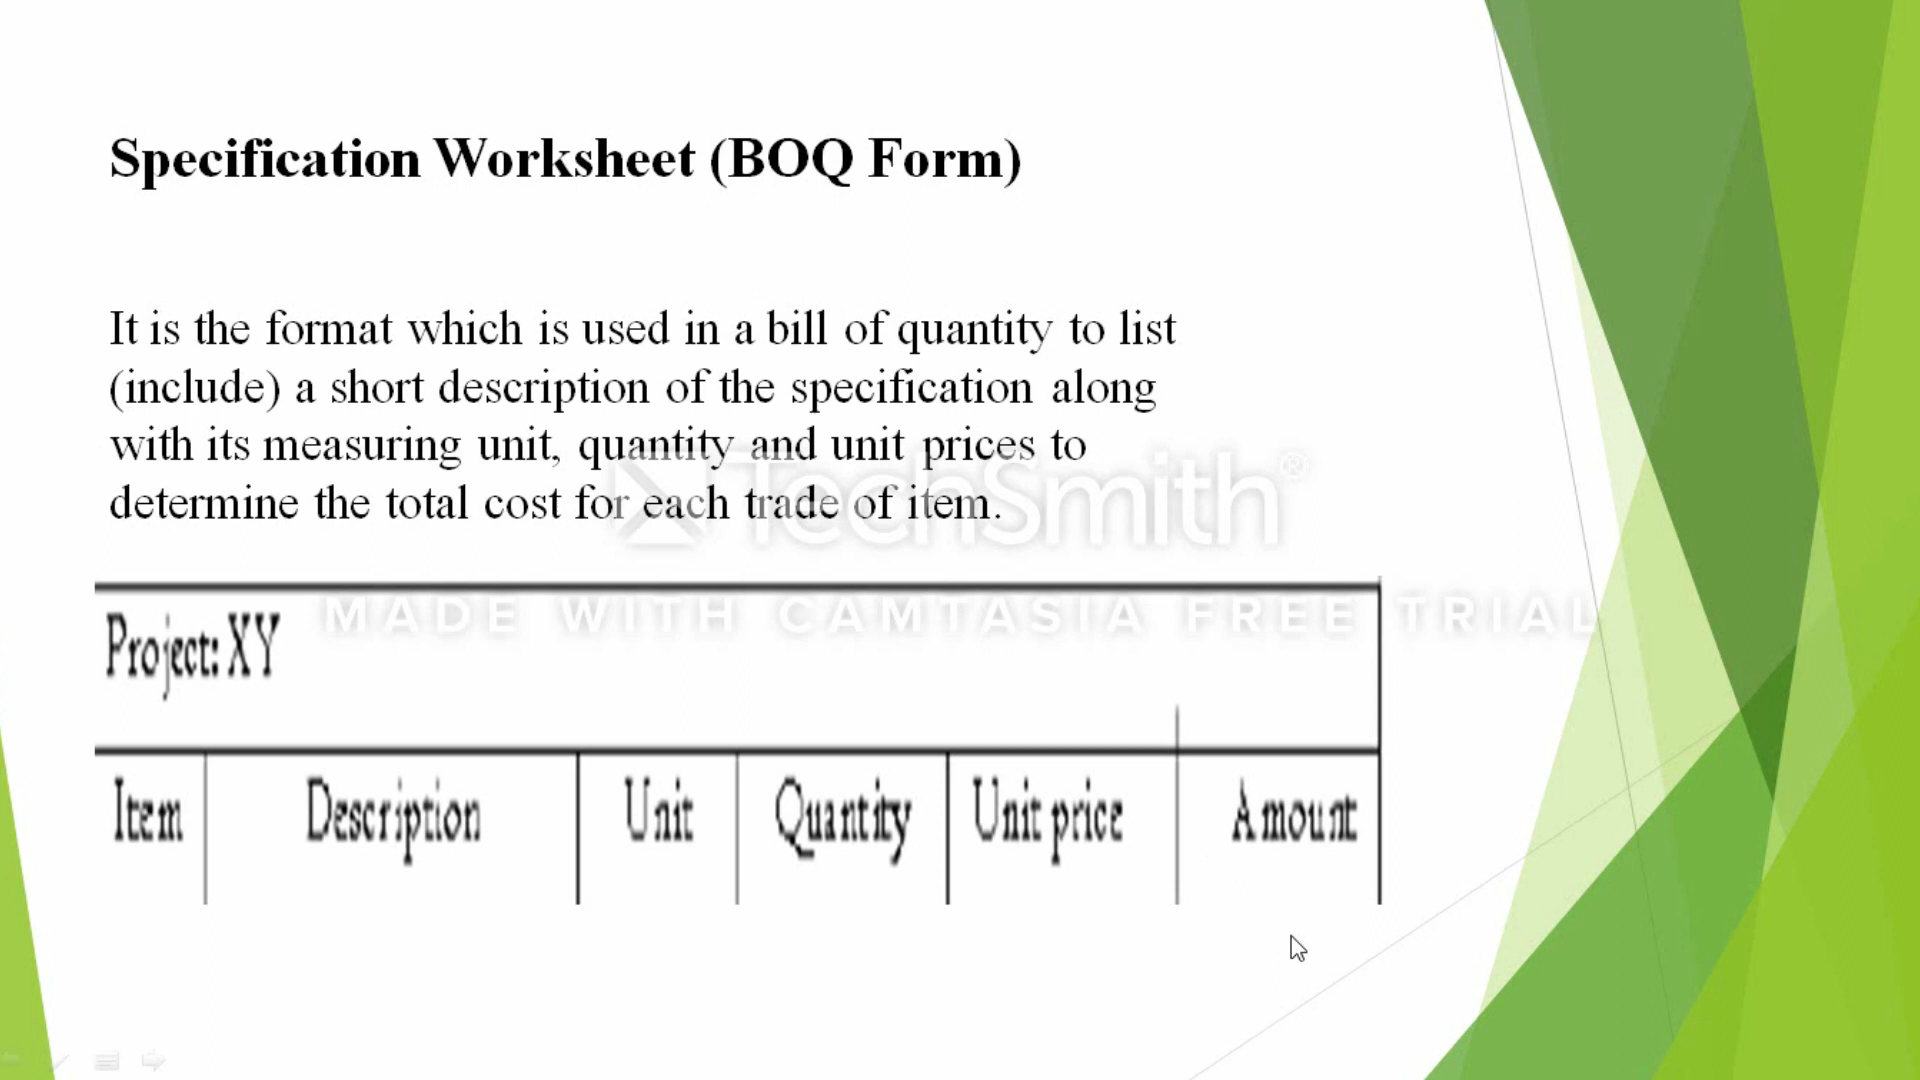 Specification Worksheet (BOQ Form)
It is the format which is used in a bill of quantity to list
(include) a short description of the specification along
with its measuring unit, quantity and unit prices to
determine the total cost for each trade of item.
TechSmith®
MADE WITH CAMTASIA FREE TRIAL
Project: XY
Item Description Unit Quantity Unit price Amount